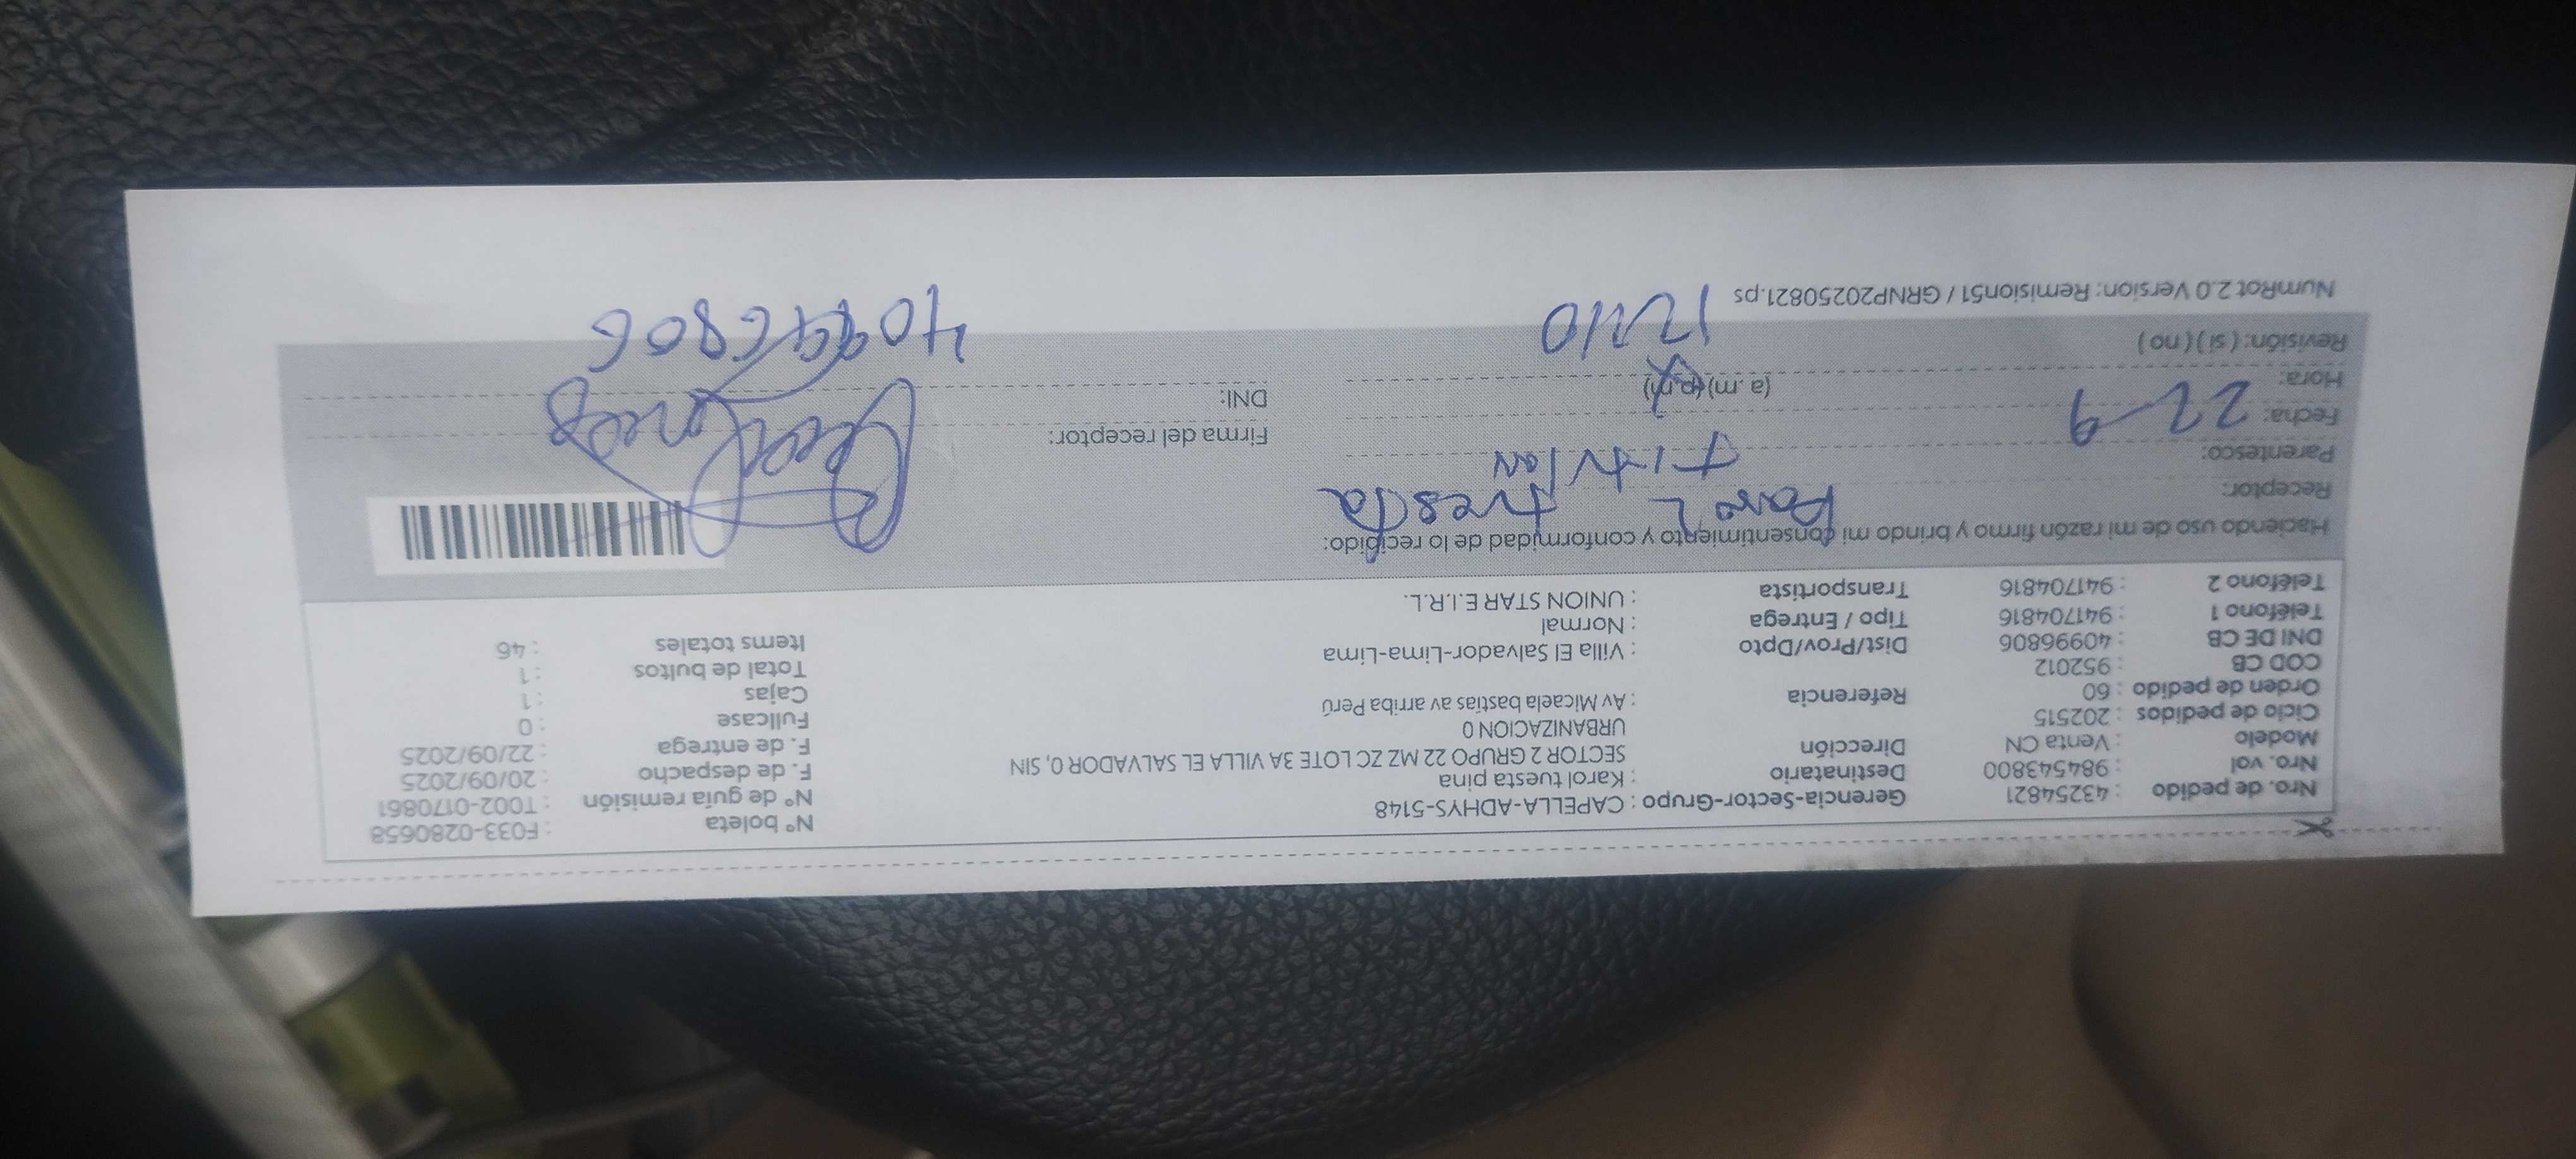 Nro. de pedido : 43254821 Gerencia-Sector-Grupo : CAPELLA-ADHYS-5148 N° boleta : F033-0280658
Nro. vol : 984543800 Destinatario : Karol tuesta pina N° de guía remisión : T002-0170861
Modelo : Venta CN Dirección SECTOR 2 GRUPO 22 MZ ZC LOTE 3A VILLA EL SALVADOR 0, SIN F. de despacho : 20/09/2025
Ciclo de pedidos : 202515 URBANIZACION 0 F. de entrega : 22/09/2025
Orden de pedido : 60 Referencia : Av Micaela bastias av arriba Perú Fullcase : 0
COD CB : 952012 Cajas : 1
DNI DE CB : 40996806 Dist/Prov/Dpto : Villa El Salvador-Lima-Lima Total de bultos : 1
Teléfono 1 : 941704816 Tipo / Entrega : Normal Items totales : 46
Teléfono 2 : 941704816 Transportista : UNION STAR E.I.R.L.
Haciendo uso de mi razón firmo y brindo mi consentimiento y conformidad de lo recibido:
Receptor: Karol tuesta
Parentesco: Titular
Fecha: 22-9 Firma del receptor:
Hora: (a. m) (p.m) 12:10 DNI: 40996806
Revisión: ( si ) ( no )
NumRot 2.0 Version: Remision51 / GRNP20250821.ps